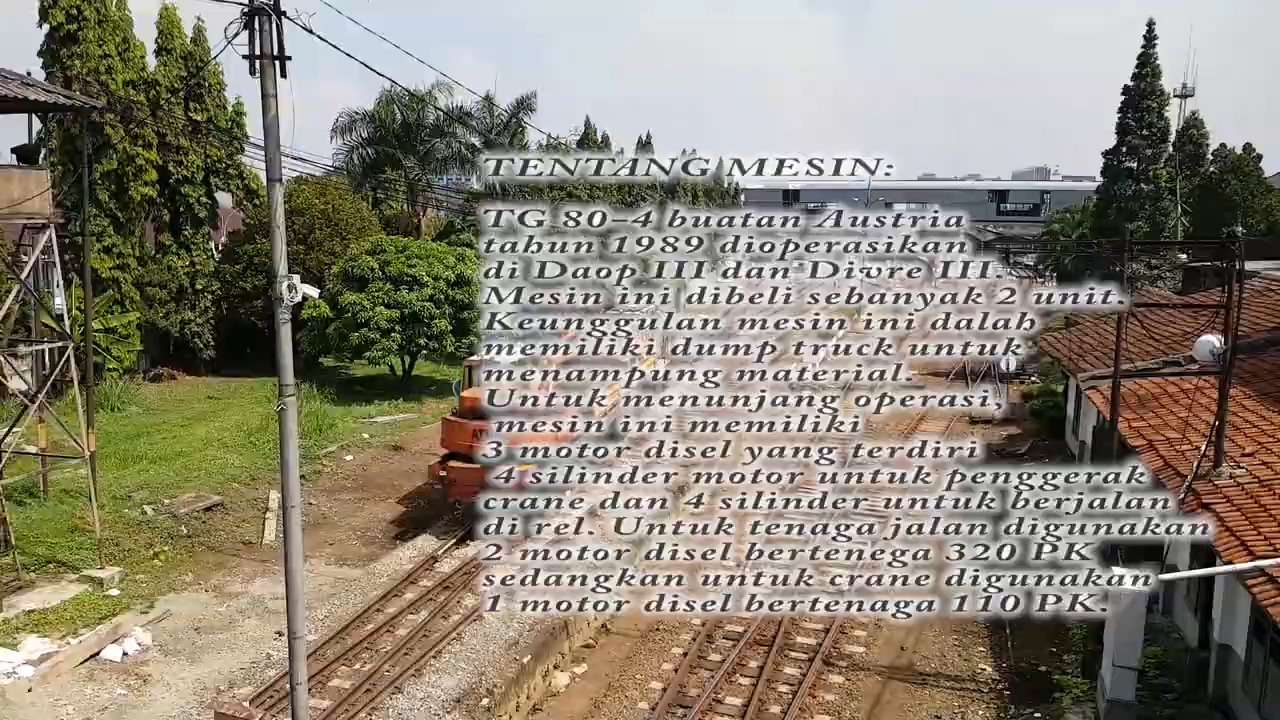 TENTANG MESIN:
TG 80-4 buatan Austria
tahun 1989 dioperasikan
di Daop III dan Divre III.
Mesin ini dibeli sebanyak 2 unit.
Keunggulan mesin ini dalah
memiliki dump truck untuk
menampung material.
Untuk menunjang operasi,
mesin ini memiliki
3 motor disel yang terdiri
4 silinder motor untuk penggerak
crane dan 4 silinder untuk berjalan
di rel. Untuk tenaga jalan digunakan
2 motor disel bertenega 320 PK
sedangkan untuk crane digunakan
1 motor disel bertenaga 110 PK.